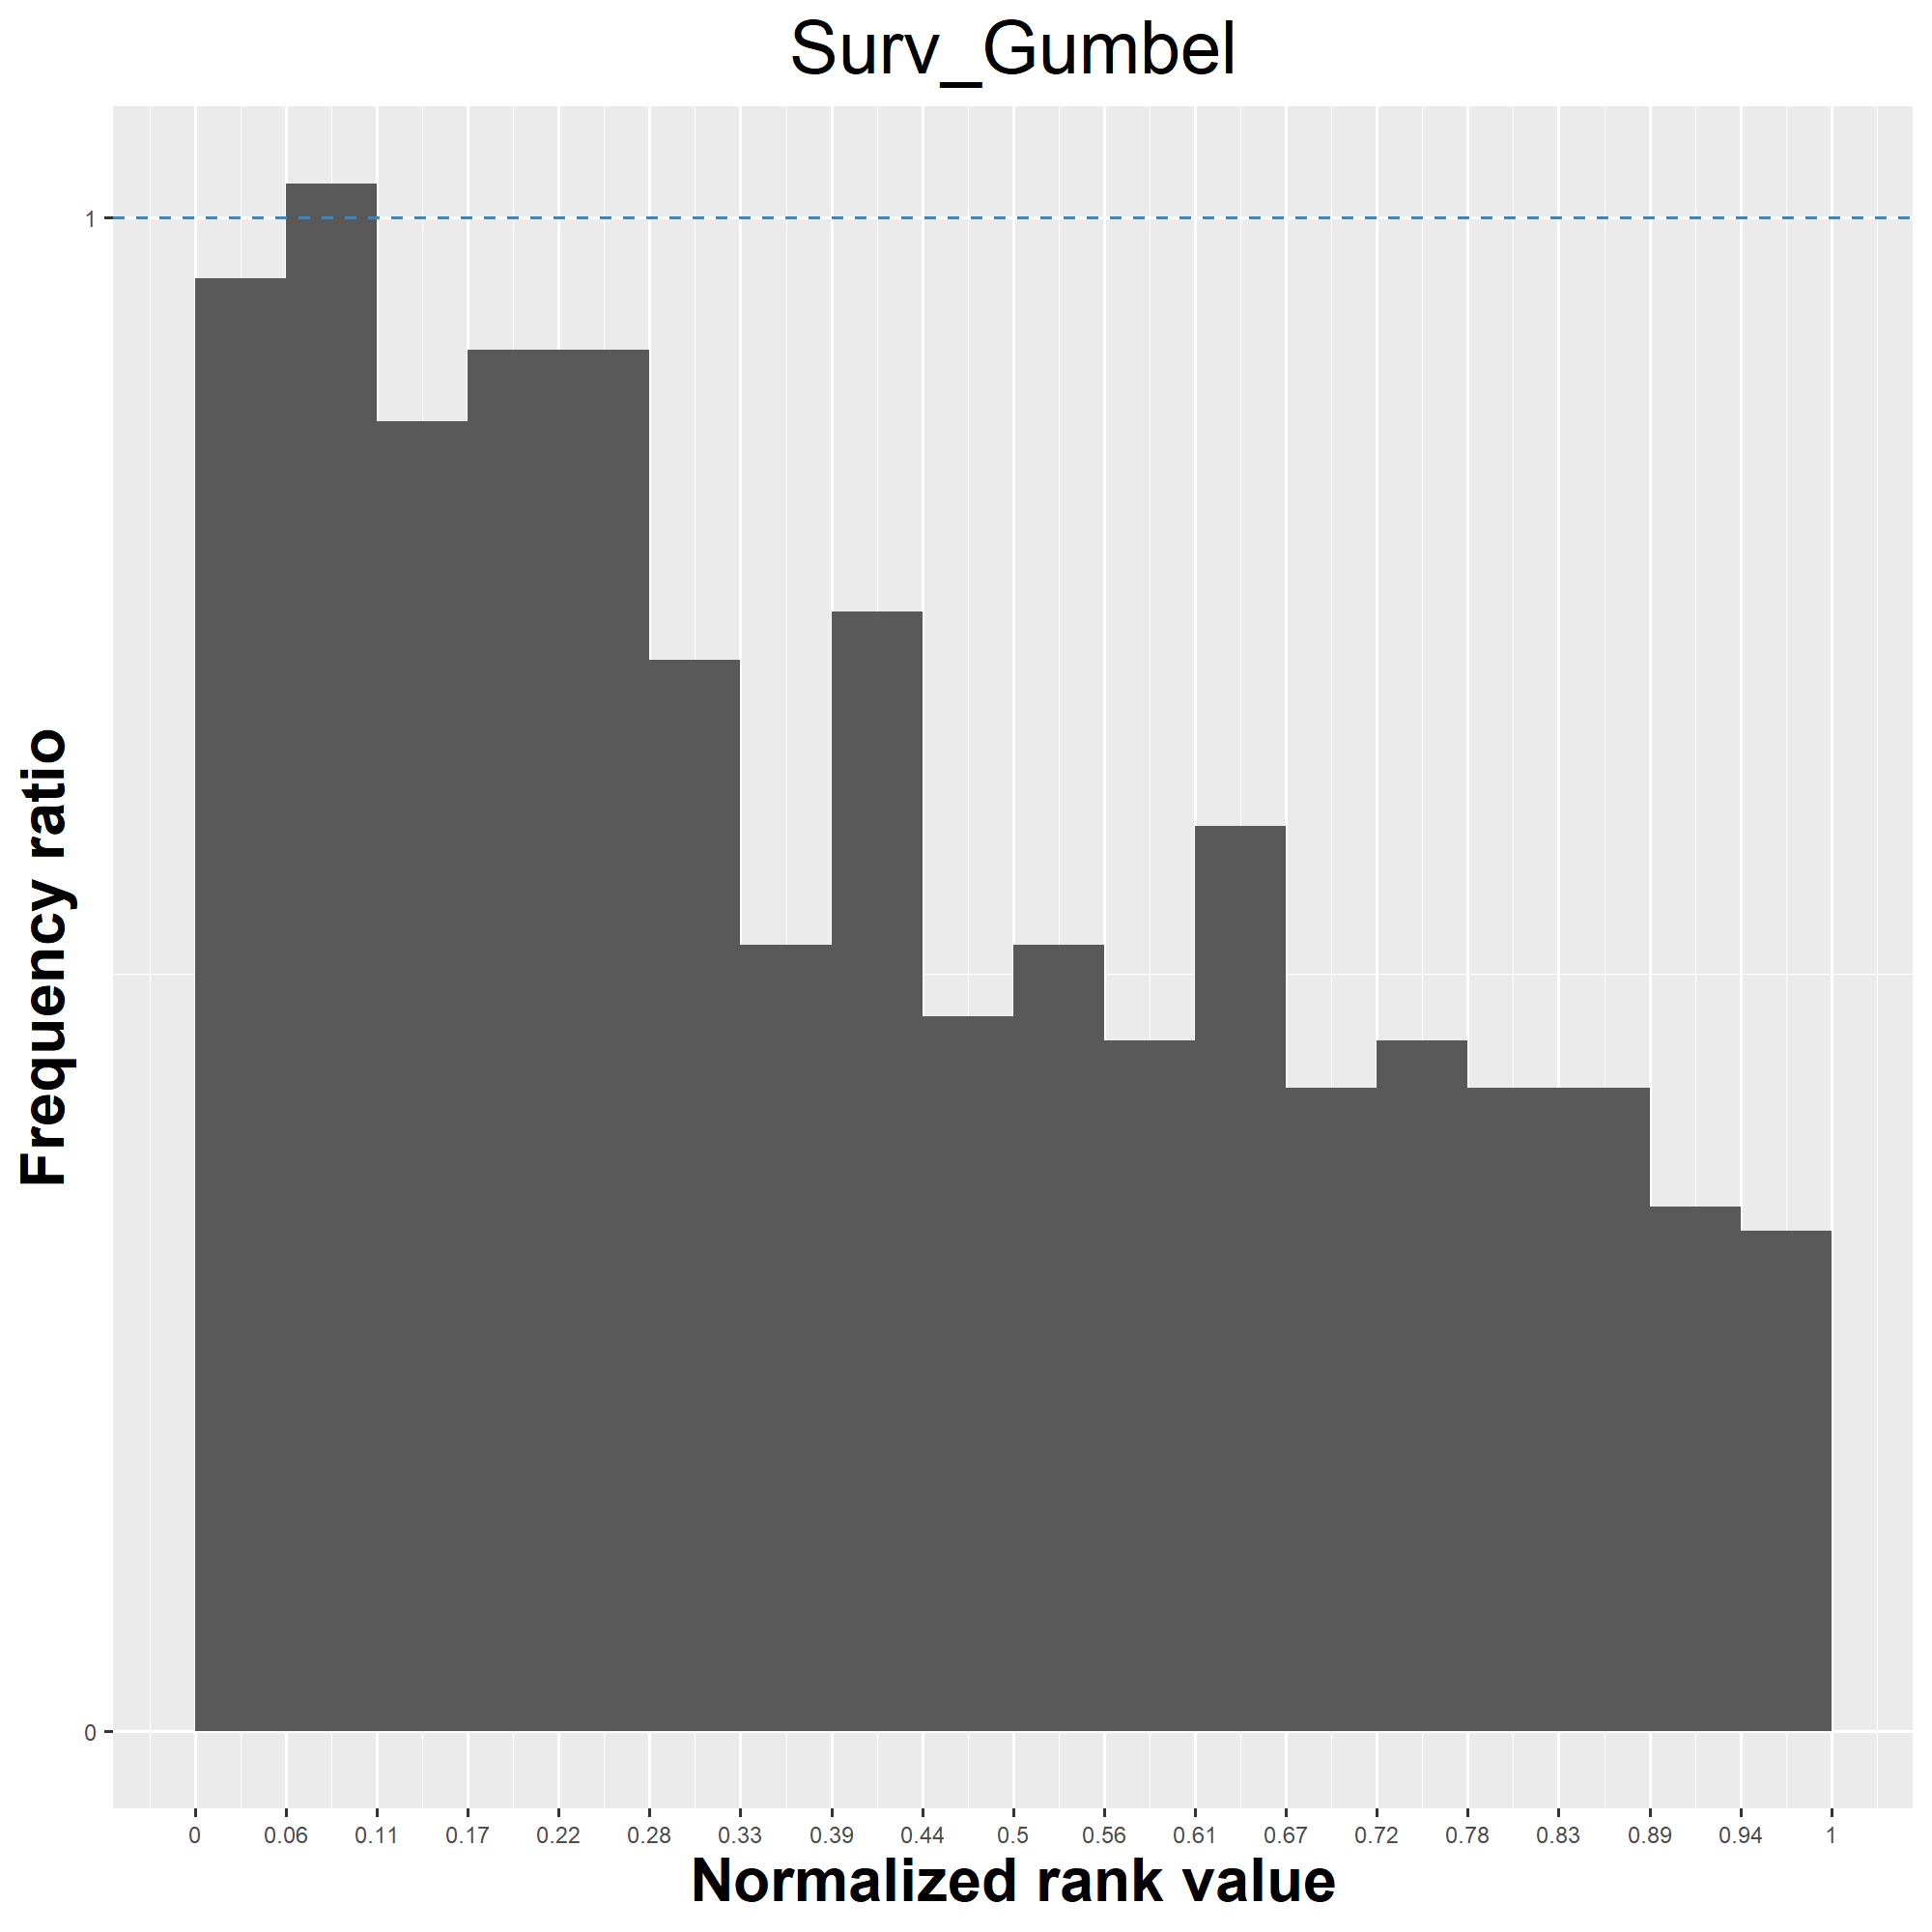 Surv_Gumbel
Frequency ratio
1
0
0 0.06 0.11 0.17 0.22 0.28 0.33 0.39 0.44 0.5 0.56 0.61 0.67 0.72 0.78 0.83 0.89 0.94 1
Normalized rank value